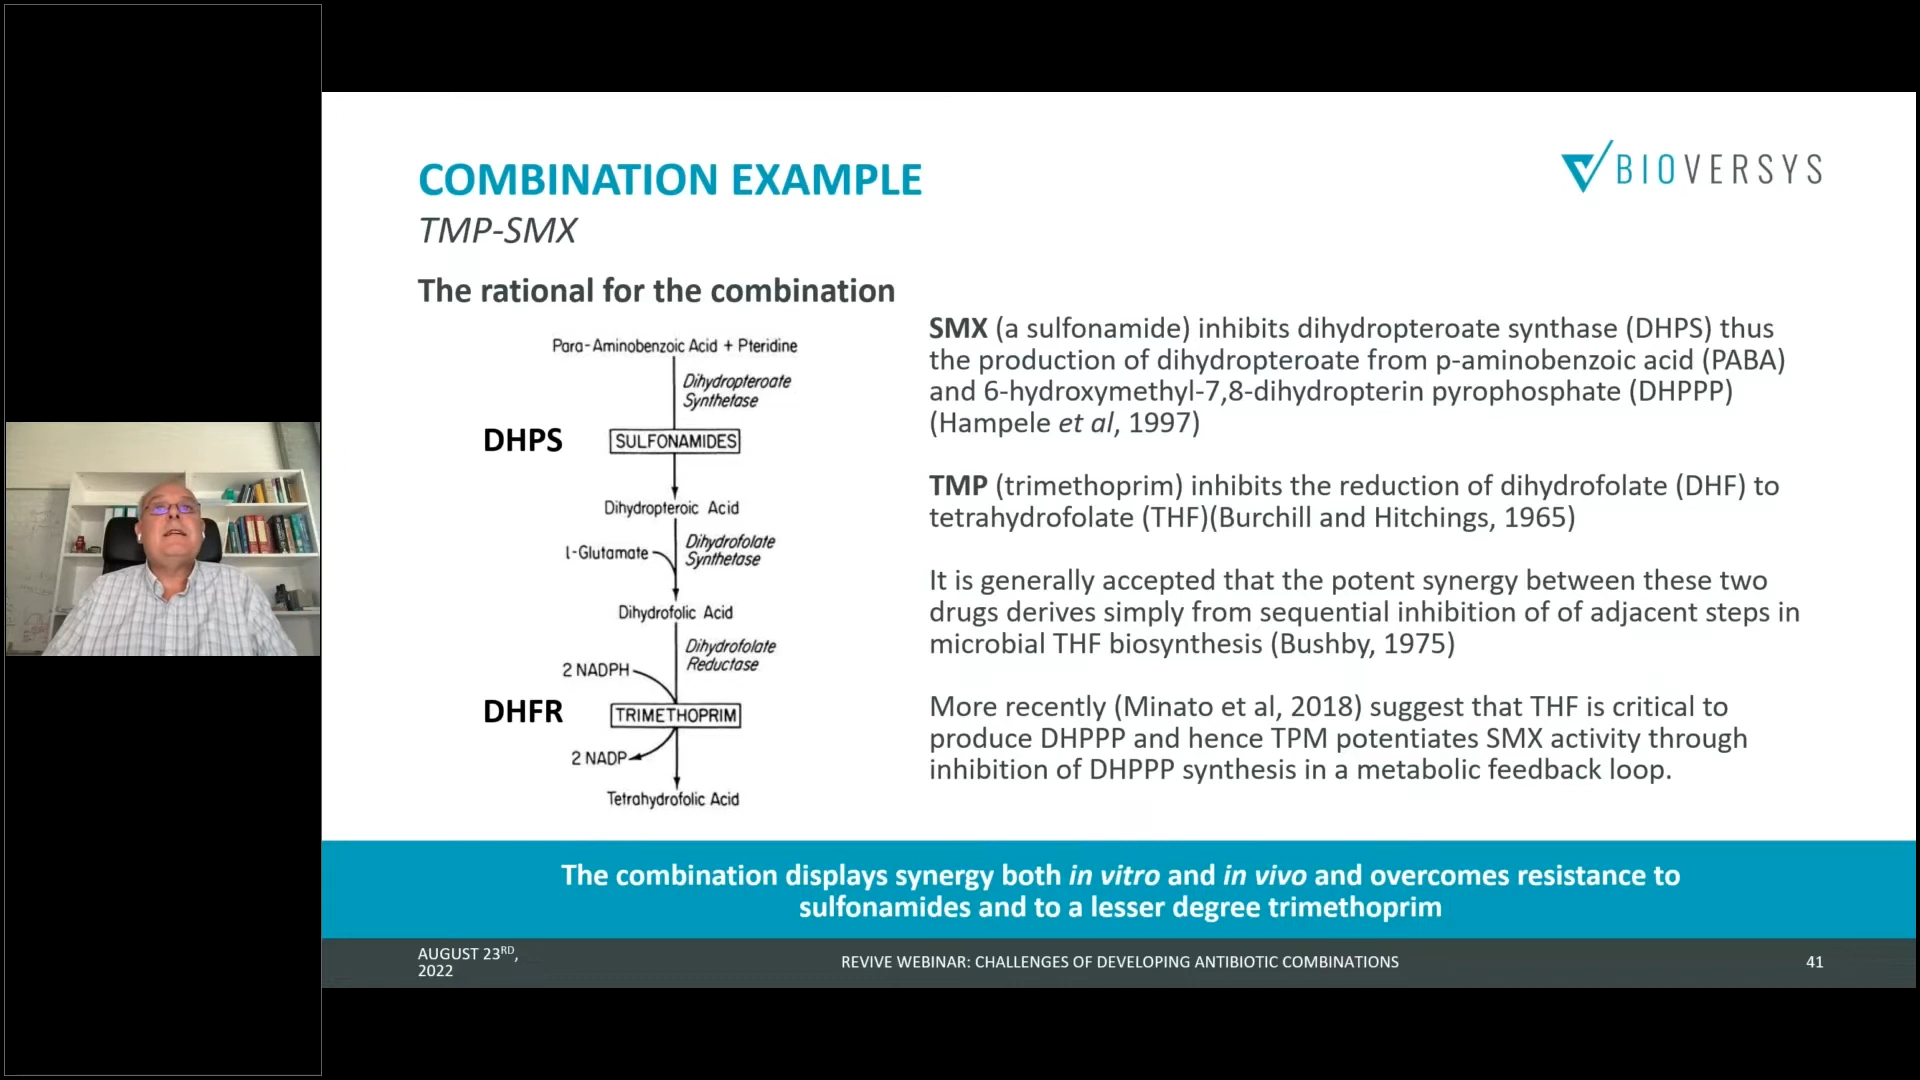 COMBINATION EXAMPLE
TMP-SMX
BIOVERSYS
The rational for the combination
Para-Aminobenzoic Acid + Pteridine
Dihydropteroate
Synthetase
DHPS
SULFONAMIDES
Dihydropteroic Acid
l-Glutamate
Dihydrofolate
Synthetase
Dihydrofolic Acid
Dihydrofolate
Reductase
2 NADPH
DHFR
TRIMETHOPRIM
2 NADP
Tetrahydrofolic Acid
SMX (a sulfonamide) inhibits dihydropteroate synthase (DHPS) thus
the production of dihydropteroate from p-aminobenzoic acid (PABA)
and 6-hydroxymethyl-7,8-dihydropterin pyrophosphate (DHPPP)
(Hampele et al, 1997)
TMP (trimethoprim) inhibits the reduction of dihydrofolate (DHF) to
tetrahydrofolate (THF)(Burchill and Hitchings, 1965)
It is generally accepted that the potent synergy between these two
drugs derives simply from sequential inhibition of of adjacent steps in
microbial THF biosynthesis (Bushby, 1975)
More recently (Minato et al, 2018) suggest that THF is critical to
produce DHPPP and hence TPM potentiates SMX activity through
inhibition of DHPPP synthesis in a metabolic feedback loop.
The combination displays synergy both in vitro and in vivo and overcomes resistance to
sulfonamides and to a lesser degree trimethoprim
AUGUST 23RD,
2022
REVIVE WEBINAR: CHALLENGES OF DEVELOPING ANTIBIOTIC COMBINATIONS
41